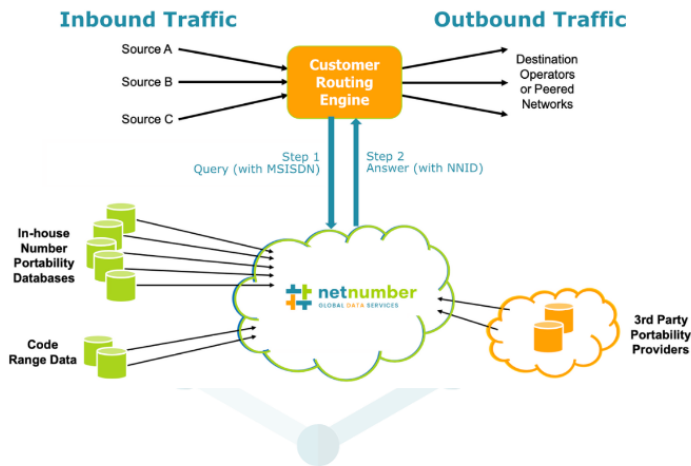 Inbound Traffic
Outbound Traffic
Source A
Source B
Source C
Customer
Routing
Engine
Destination
Operators
or Peered
Networks
Step 1
Query (with MSISDN)
Step 2
Answer (with NNID)
In-house
Number
Portability
Databases
netnumber
GLOBAL DATA SERVICES
Code
Range Data
3rd Party
Portability
Providers